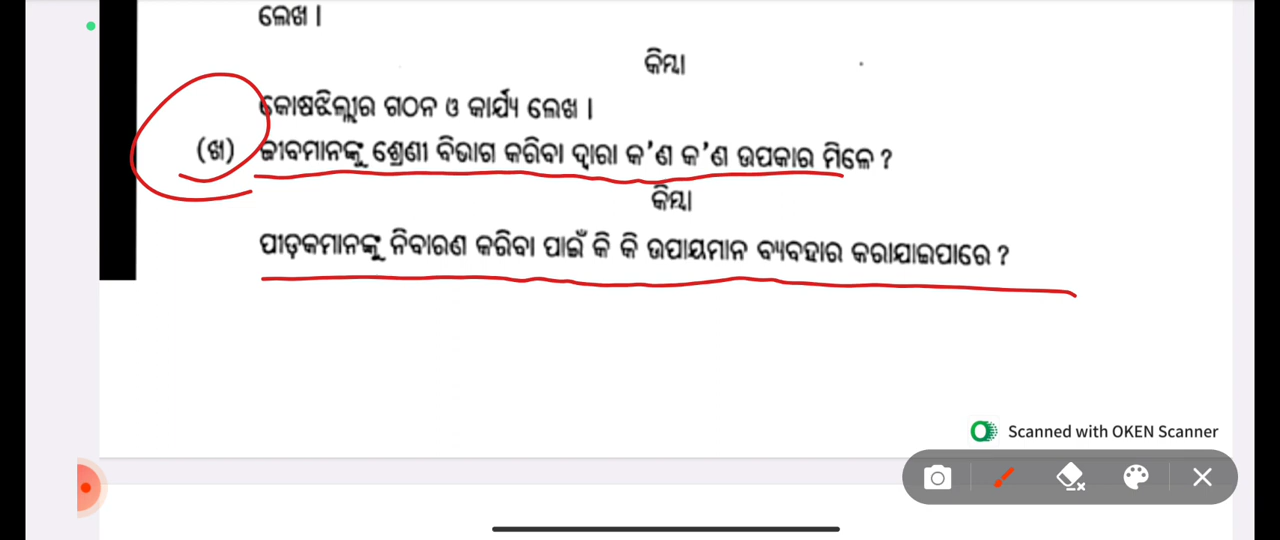 ଲେଖ ।
କିମ୍ବା
କୋଷଝିଲ୍ଲୀର ଗଠନ ଓ କାର୍ଯ୍ୟ ଲେଖ ।
(ଖ) ଜୀବମାନଙ୍କୁ ଶ୍ରେଣୀ ବିଭାଗ କରିବା ଦ୍ୱାରା କ'ଣ କ'ଣ ଉପକାର ମିଳେ ?
କିମ୍ବା
ପୀଡ଼କମାନଙ୍କୁ ନିବାରଣ କରିବା ପାଇଁ କି କି ଉପାୟମାନ ବ୍ୟବହାର କରାଯାଇପାରେ ?
Scanned with OKEN Scanner